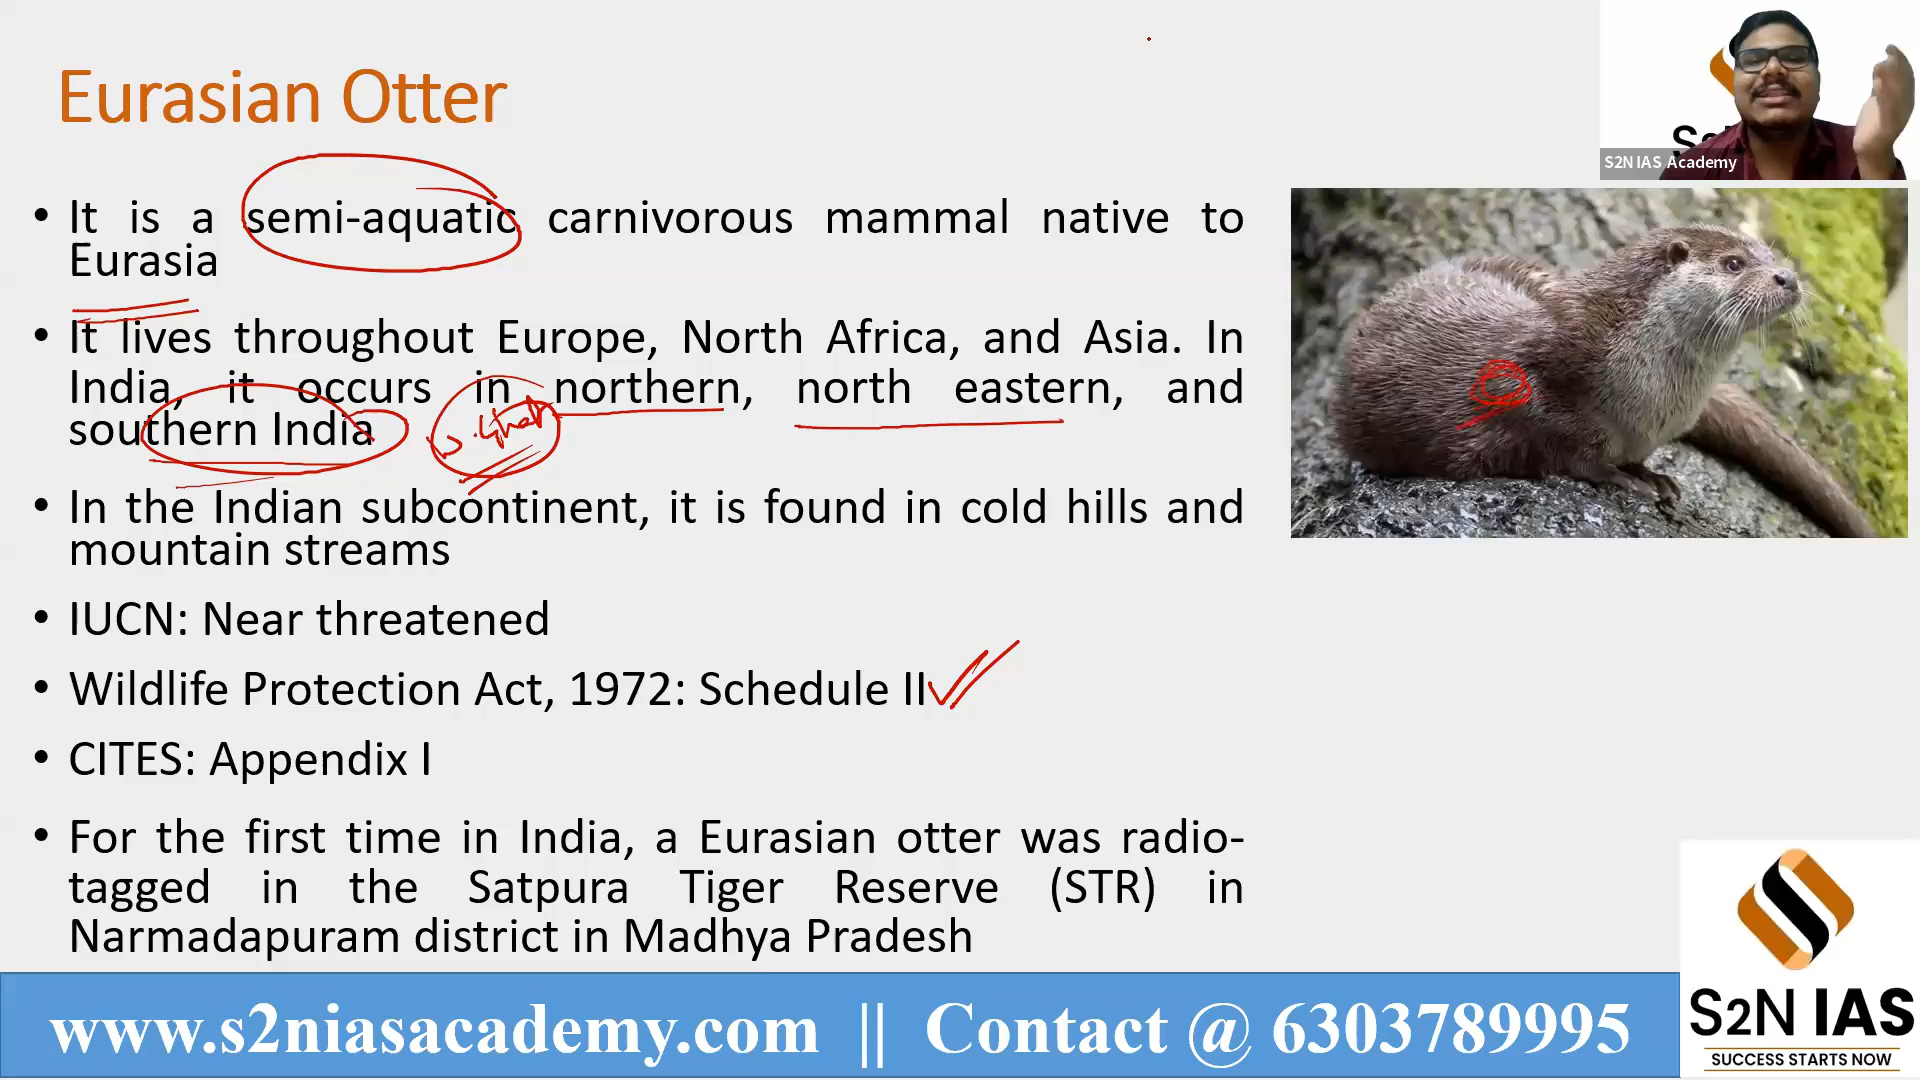 Eurasian Otter
• It is a semi-aquatic carnivorous mammal native to
Eurasia
• It lives throughout Europe, North Africa, and Asia. In
India, it occurs in northern, north eastern, and
southern India
• In the Indian subcontinent, it is found in cold hills and
mountain streams
• IUCN: Near threatened
• Wildlife Protection Act, 1972: Schedule II
• CITES: Appendix I
• For the first time in India, a Eurasian otter was radio-
tagged in the Satpura Tiger Reserve (STR) in
Narmadapuram district in Madhya Pradesh
S2N IAS Academy
www.s2niasacademy.com || Contact @ 6303789995
S2N IAS
SUCCESS STARTS NOW